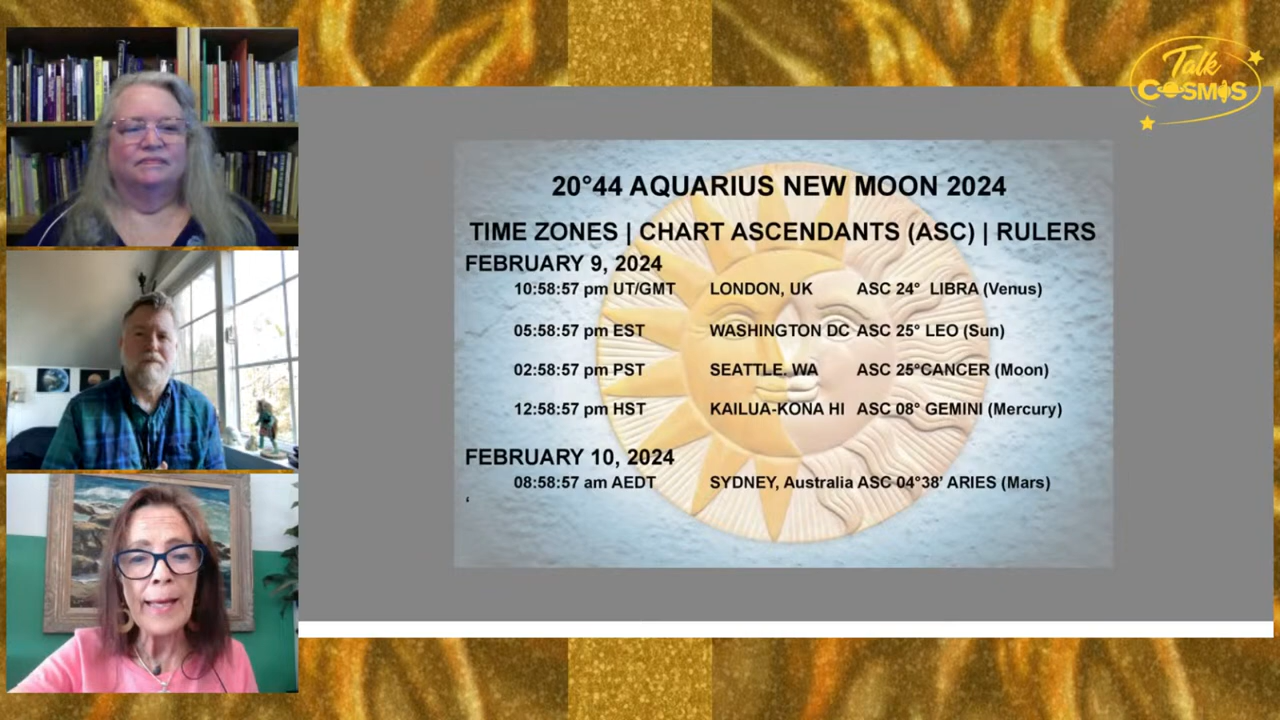 Talk
COSMOS
20°44 AQUARIUS NEW MOON 2024
TIME ZONES | CHART ASCENDANTS (ASC) | RULERS
FEBRUARY 9, 2024
10:58:57 pm UT/GMT LONDON, UK ASC 24° LIBRA (Venus)
05:58:57 pm EST WASHINGTON DC ASC 25° LEO (Sun)
02:58:57 pm PST SEATTLE. WA ASC 25°CANCER (Moon)
12:58:57 pm HST KAILUA-KONA HI ASC 08° GEMINI (Mercury)
FEBRUARY 10, 2024
08:58:57 am AEDT SYDNEY, Australia ASC 04°38' ARIES (Mars)
‘